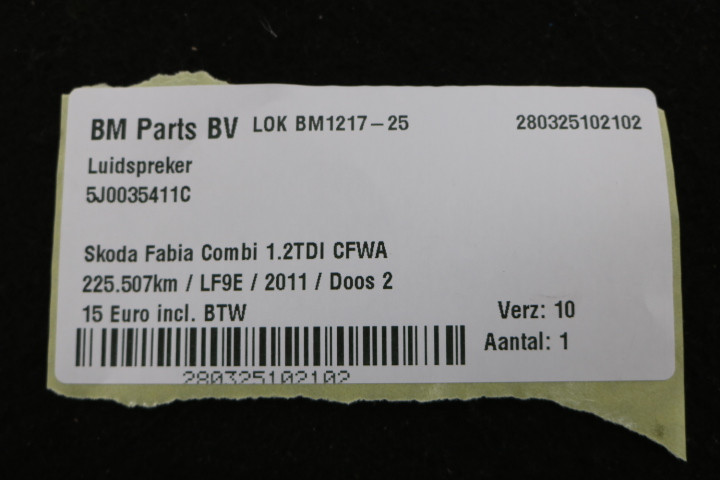 BM Parts BV LOK BM1217-25 280325102102
Luidspreker
5J0035411C
Skoda Fabia Combi 1.2TDI CFWA
225.507km / LF9E / 2011 / Doos 2
15 Euro incl. BTW Verz: 10
Aantal: 1
280325102102